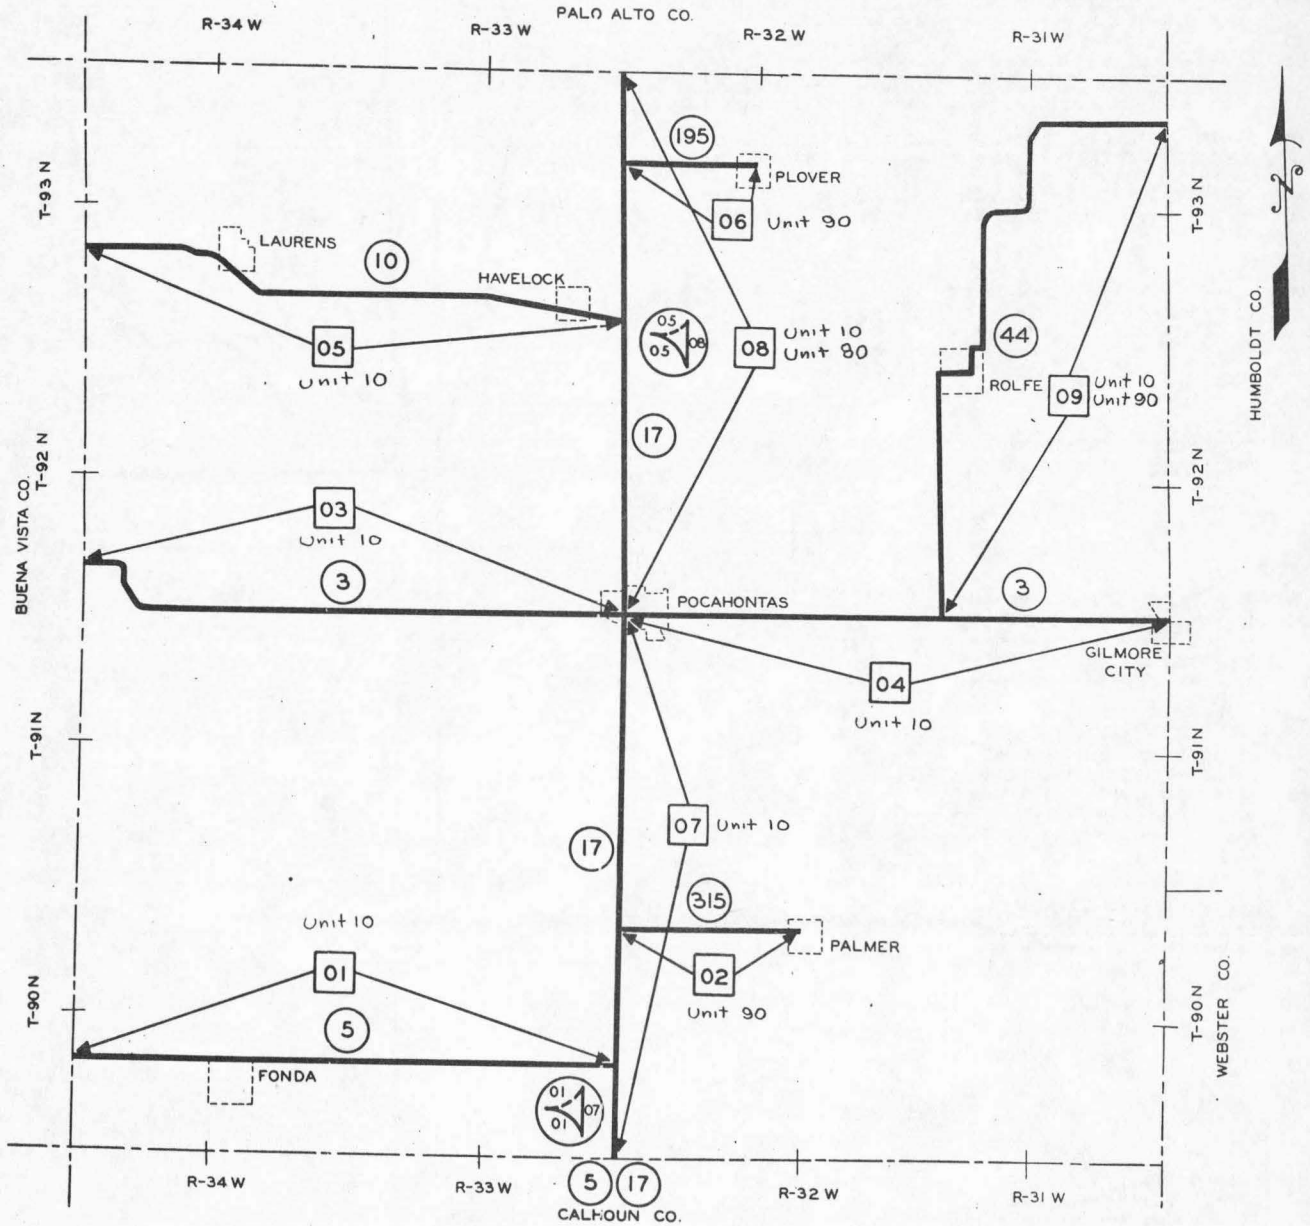 PALO ALTO CO.
R-34 W
R-33 W
R-32 W
R-31 W
195
PLOVER
T-93 N
T-93 N
06 Unit 90
LAURENS
10
HAVELOCK
HUMBOLDT CO.
05
05
08
05
Unit 10
08
Unit 10
Unit 80
44
ROLFE
09
Unit 10
Unit 90
17
T-92 N
T-92 N
BUENA VISTA CO.
03
Unit 10
3
POCAHONTAS
3
GILMORE
CITY
04
Unit 10
T-91 N
T-91 N
07 Unit 10
17
315
PALMER
02
Unit 90
Unit 10
01
5
T-90 N
T-90 N
WEBSTER CO.
FONDA
01
01
07
R-34 W
R-33 W
5
17
R-32 W
R-31 W
CALHOUN CO.